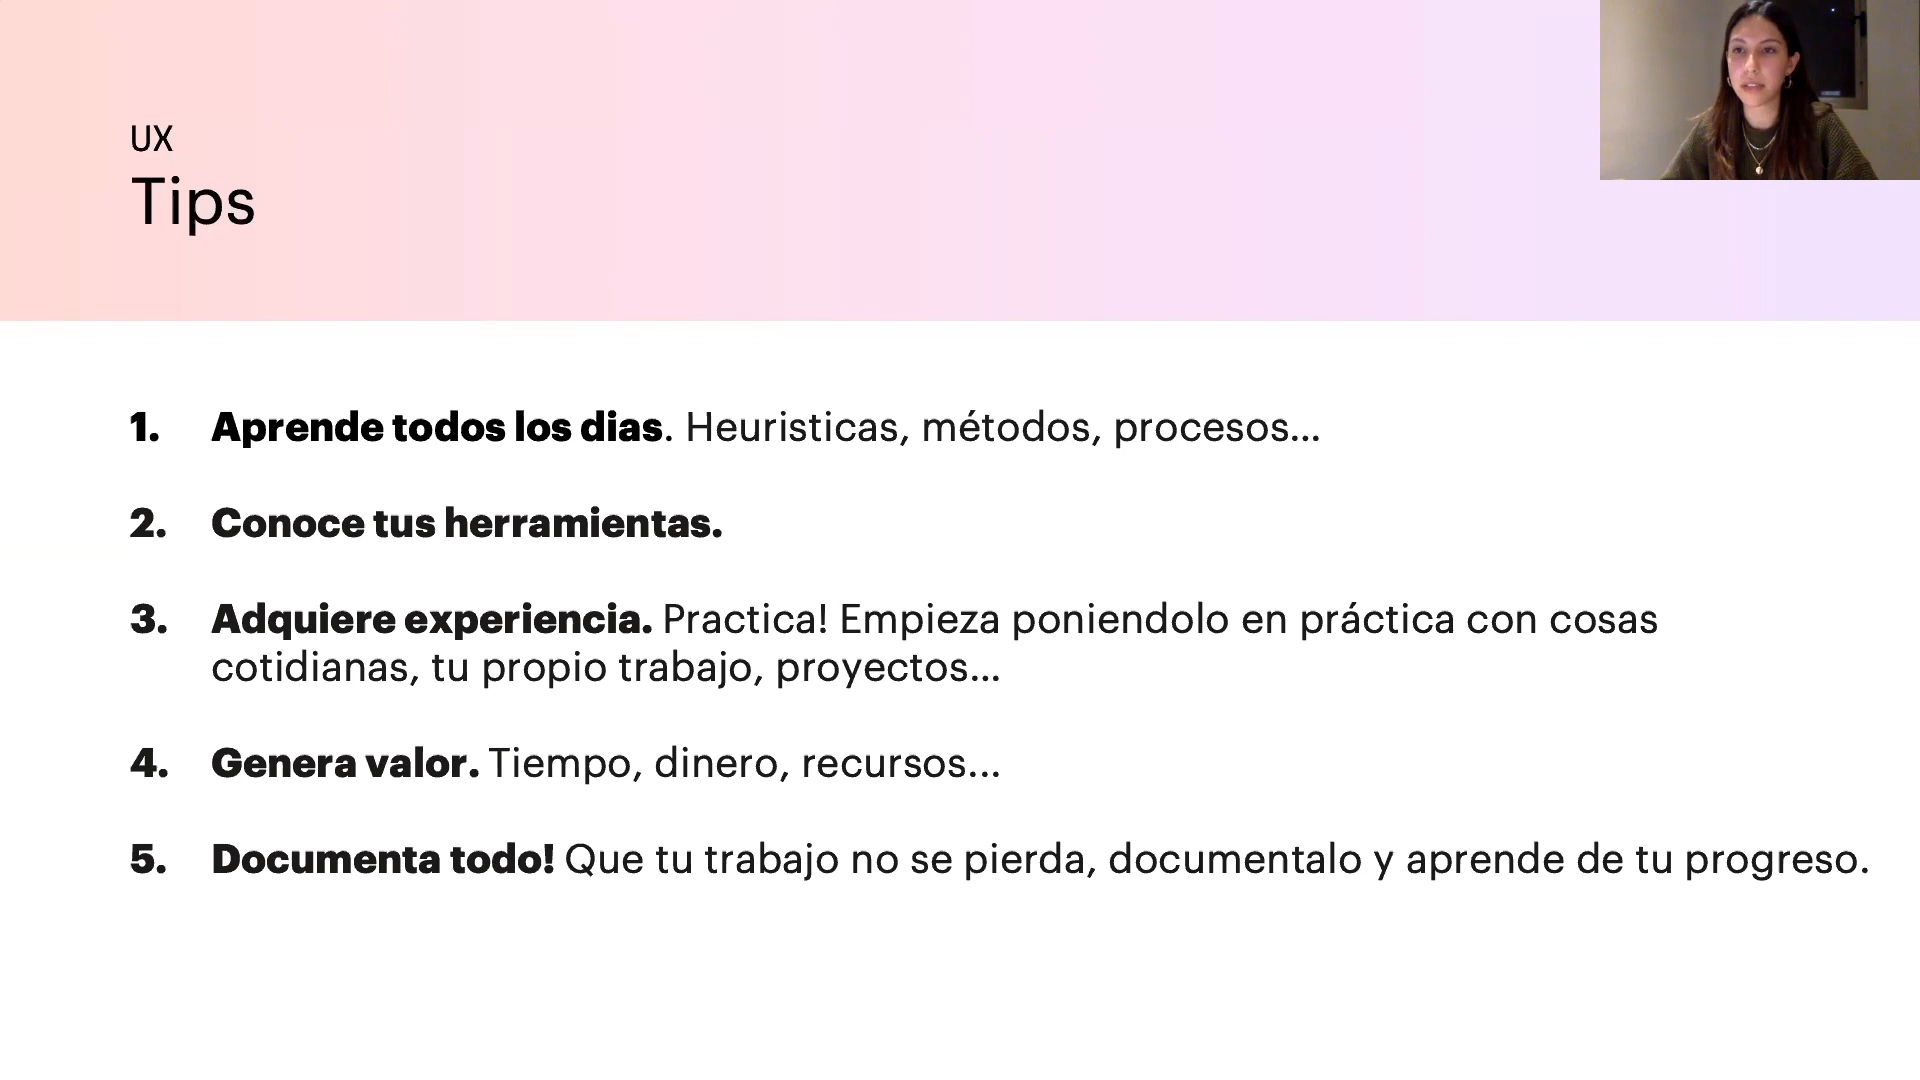 UX
Tips
1. Aprende todos los dias. Heuristicas, métodos, procesos...
2. Conoce tus herramientas.
3. Adquiere experiencia. Practica! Empieza poniendolo en práctica con cosas
cotidianas, tu propio trabajo, proyectos...
4. Genera valor. Tiempo, dinero, recursos...
5. Documenta todo! Que tu trabajo no se pierda, documentalo y aprende de tu progreso.